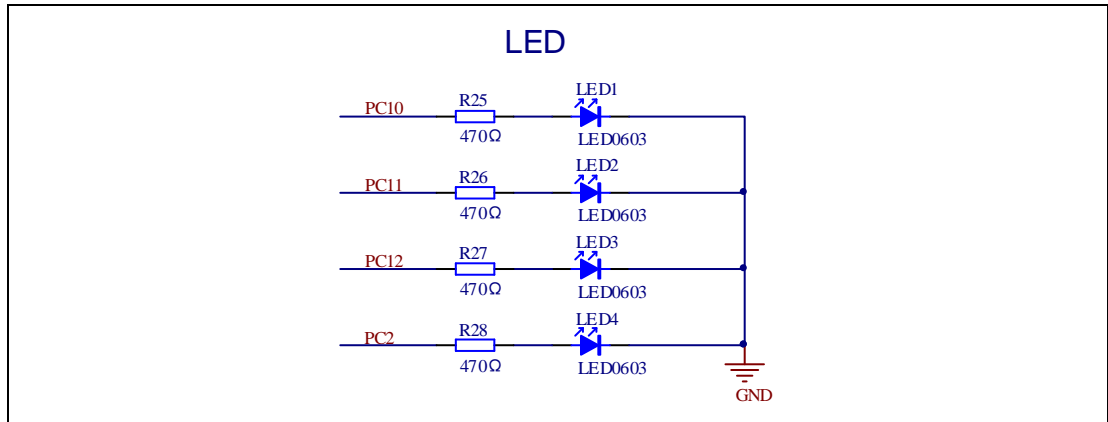 LED
PC10
R25
470Ω
LED1
LED0603
PC11
R26
470Ω
LED2
LED0603
PC12
R27
470Ω
LED3
LED0603
PC2
R28
470Ω
LED4
LED0603
GND